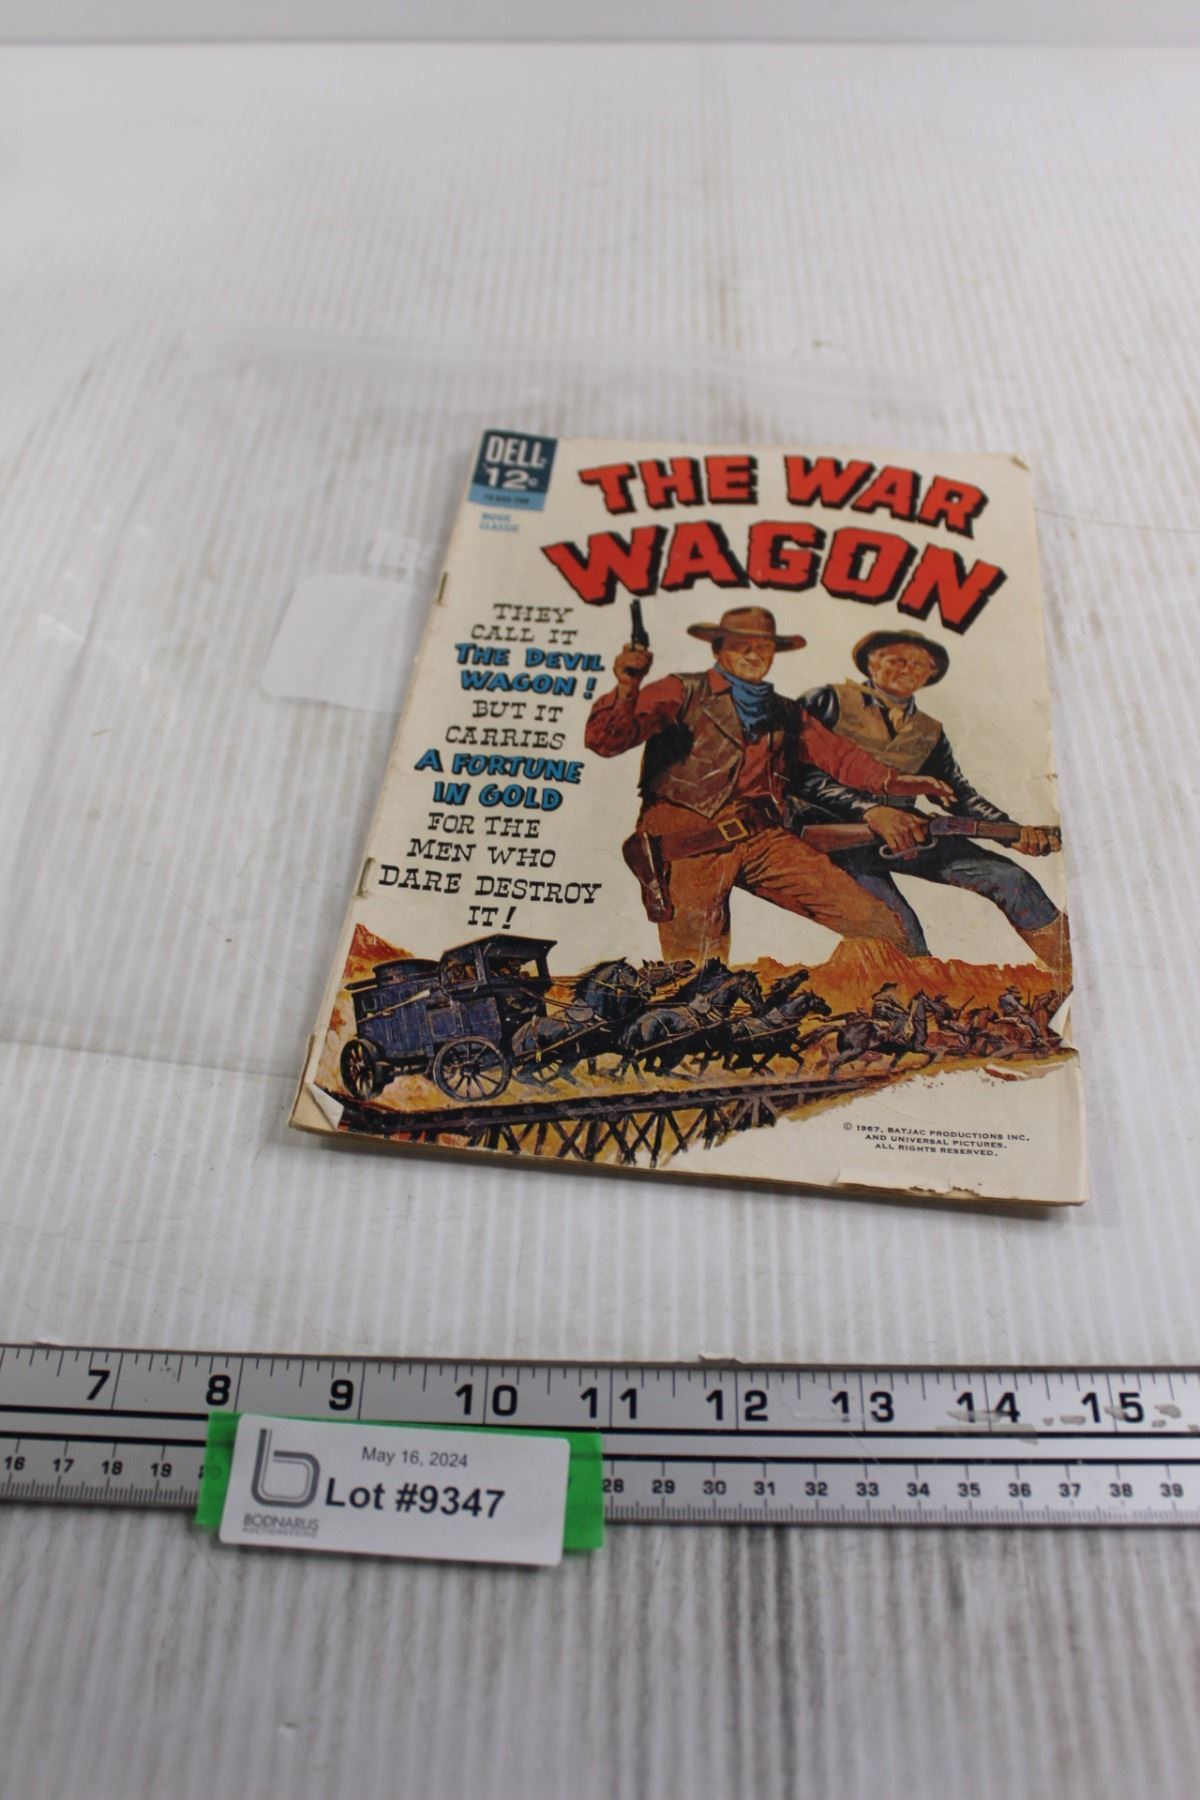 DELL
12¢
MOVIE
CLASSIC
THE WAR
WAGON
THEY
CALL IT
THE DEVIL
WAGON!
BUT IT
CARRIES
A FORTUNE
IN GOLD
FOR THE
MEN WHO
DARE DESTROY
IT!
© 1967, BATJAC PRODUCTIONS INC.
AND UNIVERSAL PICTURES.
ALL RIGHTS RESERVED.
7 8 9 10 11 12 13 14 15
16 17 18 19 20 28 29 30 31 32 33 34 35 36 37 38 39
May 16, 2024
Lot #9347
BODNARUS
AUCTIONEERING